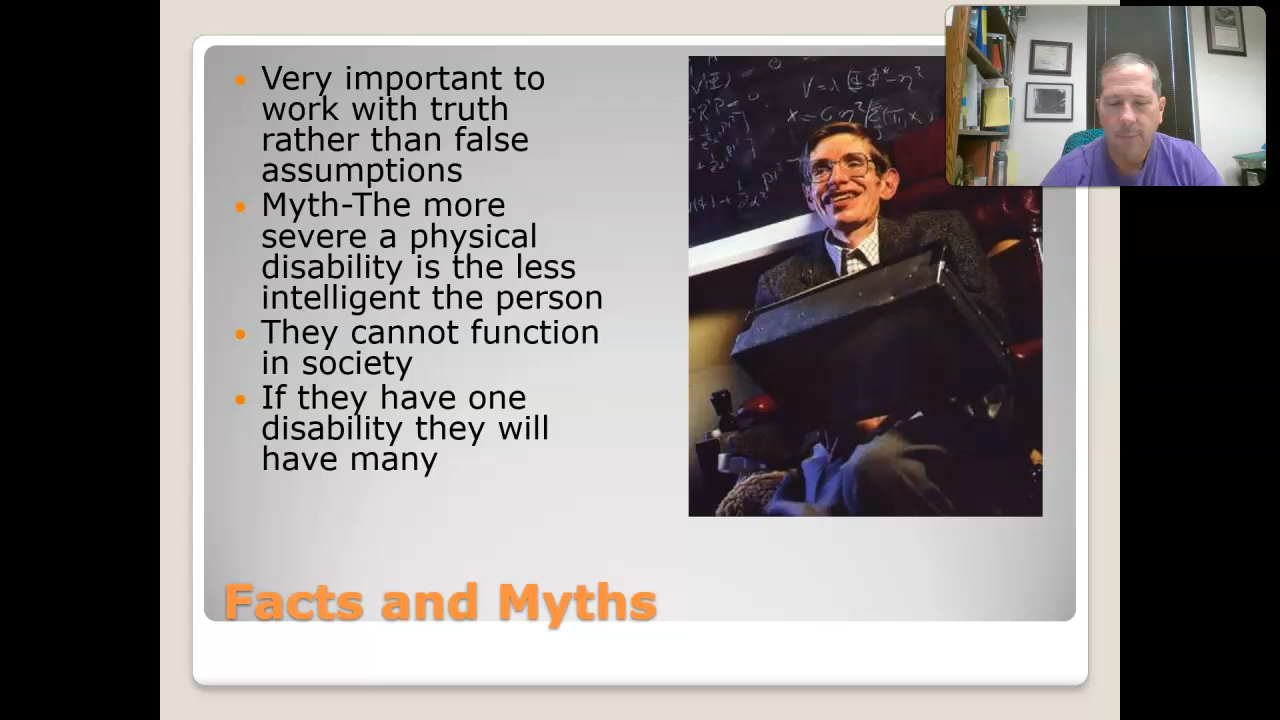 Very important to
work with truth
rather than false
assumptions
Myth-The more
severe a physical
disability is the less
intelligent the person
They cannot function
in society
If they have one
disability they will
have many
Facts and Myths